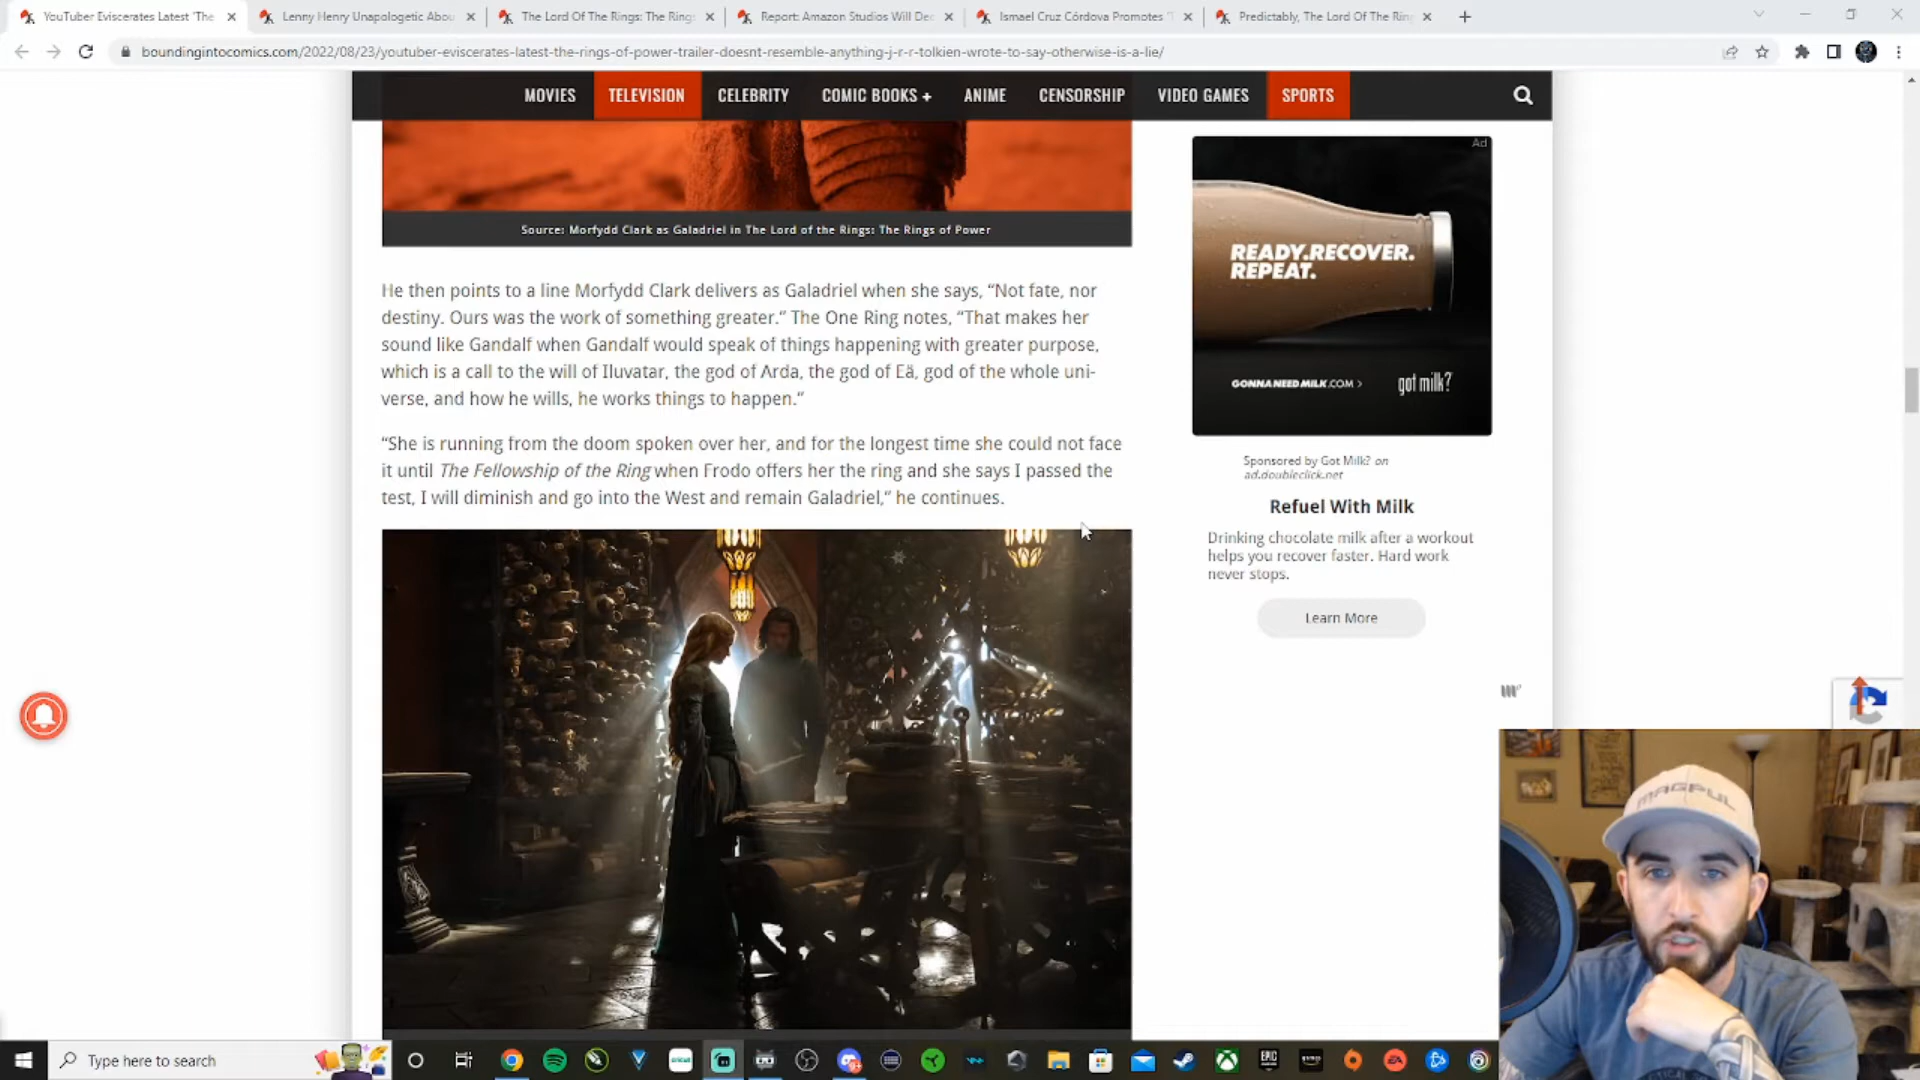 YouTuber Eviscerates Latest 'The
Lenny Henry Unapologetic Abou
The Lord Of The Rings: The Rings
Report: Amazon Studios Will Dec
Ismael Cruz Córdova Promotes 'T
Predictably, The Lord Of The Rin
boundingintocomics.com/2022/08/23/youtuber-eviscerates-latest-the-rings-of-power-trailer-doesnt-resemble-anything-j-r-r-tolkien-wrote-to-say-otherwise-is-a-lie/
MOVIES
TELEVISION
CELEBRITY
COMIC BOOKS +
ANIME
CENSORSHIP
VIDEO GAMES
SPORTS
Source: Morfydd Clark as Galadriel in The Lord of the Rings: The Rings of Power
He then points to a line Morfydd Clark delivers as Galadriel when she says, “Not fate, nor
destiny. Ours was the work of something greater.” The One Ring notes, “That makes her
sound like Gandalf when Gandalf would speak of things happening with greater purpose,
which is a call to the will of Iluvatar, the god of Arda, the god of Eä, god of the whole uni-
verse, and how he wills, he works things to happen.”
“She is running from the doom spoken over her, and for the longest time she could not face
it until The Fellowship of the Ring when Frodo offers her the ring and she says I passed the
test, I will diminish and go into the West and remain Galadriel,” he continues.
Ad
READY.RECOVER.
REPEAT.
GONNANEEDMILK.COM >
got milk?
Sponsored by Got Milk? on
ad.doubleclick.net
Refuel With Milk
Drinking chocolate milk after a workout
helps you recover faster. Hard work
never stops.
Learn More
MAGPUL
Type here to search
cricut
EPIC
EA